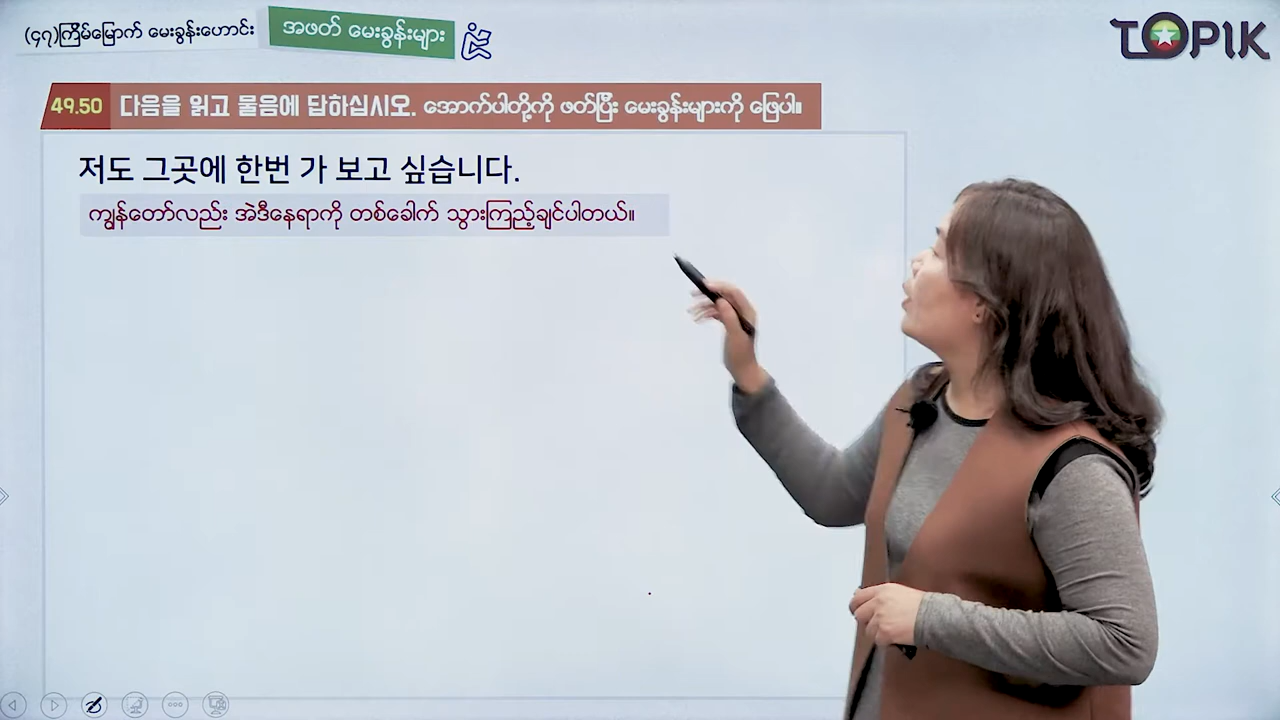 (၄၇)ကြိမ်မြောက် မေးခွန်းဟောင်း
အဖတ် မေးခွန်းများ
TOPIK
49.50 다음을 읽고 물음에 답하십시오. အောက်ပါတို့ကို ဖတ်ပြီး မေးခွန်းများကို ဖြေပါ။
저도 그곳에 한번 가 보고 싶습니다.
ကျွန်တော်လည်း အဲဒီနေရာကို တစ်ခေါက် သွားကြည့်ချင်ပါတယ်။